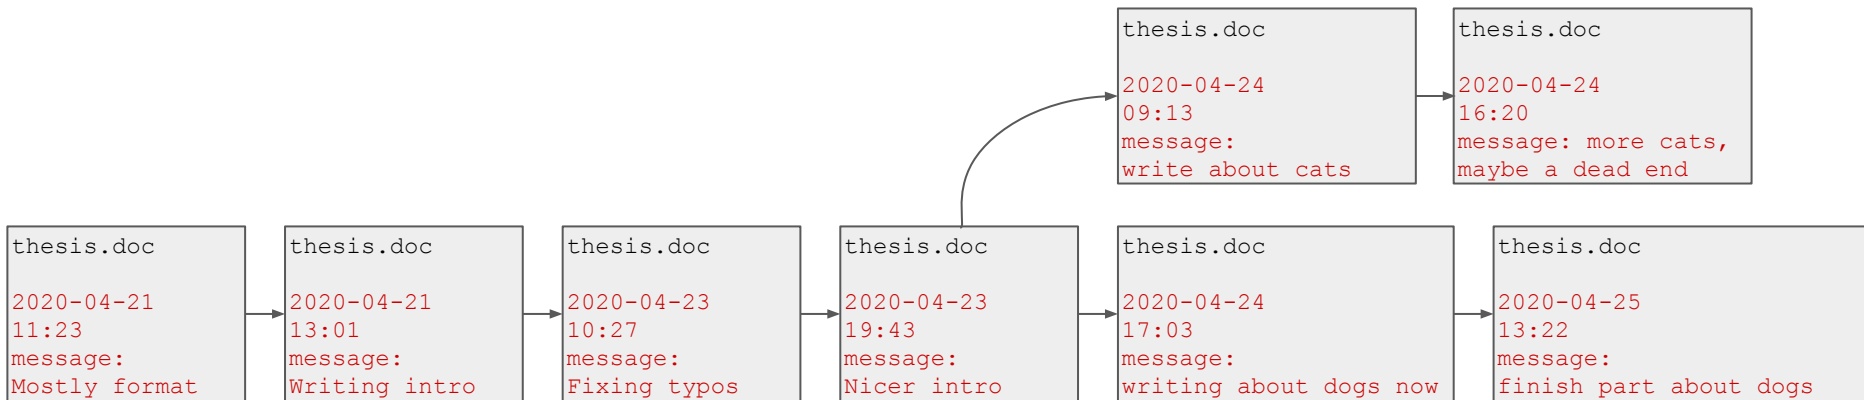 thesis.doc
2020-04-24
09:13
message:
write about cats
thesis.doc
2020-04-24
16:20
message: more cats,
maybe a dead end
thesis.doc
2020-04-21
11:23
message:
Mostly format
thesis.doc
2020-04-21
13:01
message:
Writing intro
thesis.doc
2020-04-23
10:27
message:
Fixing typos
thesis.doc
2020-04-23
19:43
message:
Nicer intro
thesis.doc
2020-04-24
17:03
message:
writing about dogs now
thesis.doc
2020-04-25
13:22
message:
finish part about dogs